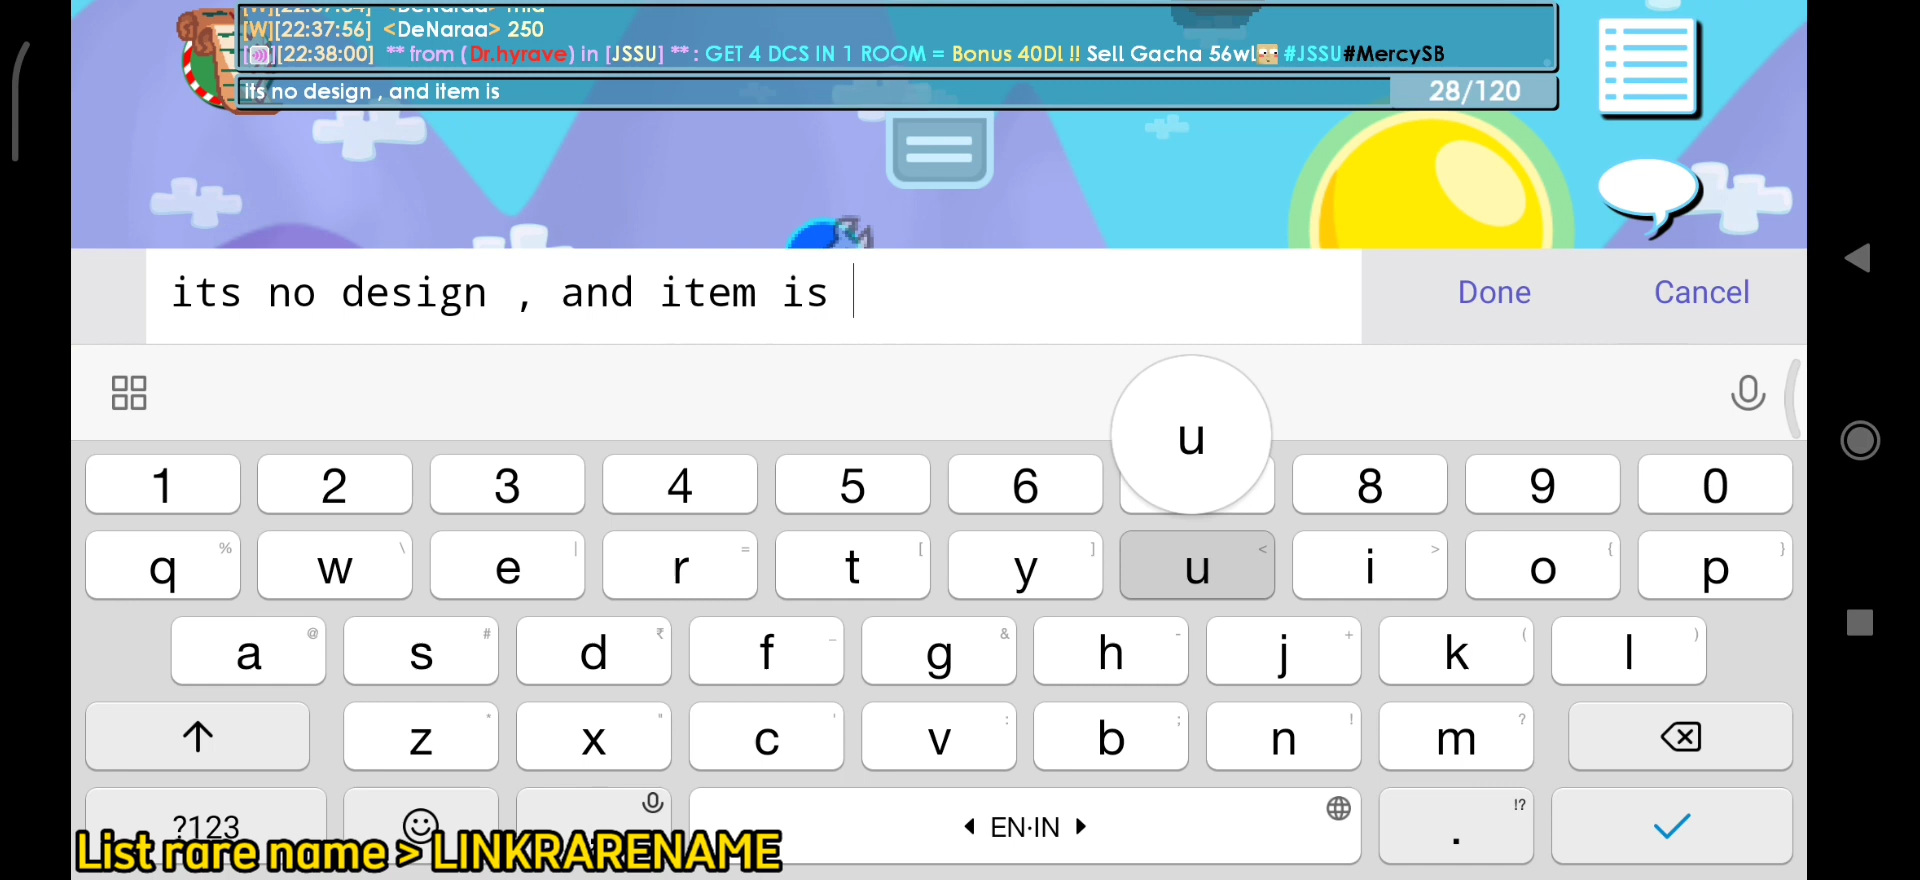 [W][22:37:56] <DeNaraa> 250
[22:38:00] ** from (Dr.hyrave) in [JSSU] ** : GET 4 DCS IN 1 ROOM = Bonus 40DL !! Sell Gacha 56wl #JSSU#MercySB
its no design , and item is 28/120
its no design , and item is Done Cancel
u
1 2 3 4 5 6 8 9 0
q % w \ e | r = t [ y ] u < i > o { p }
a @ s # d ₹ f _ g & h - j + k ( l )
z * x " c ' v : b ; n ! m ?
?123 , EN·IN . !?
List rare name > LINKRARENAME